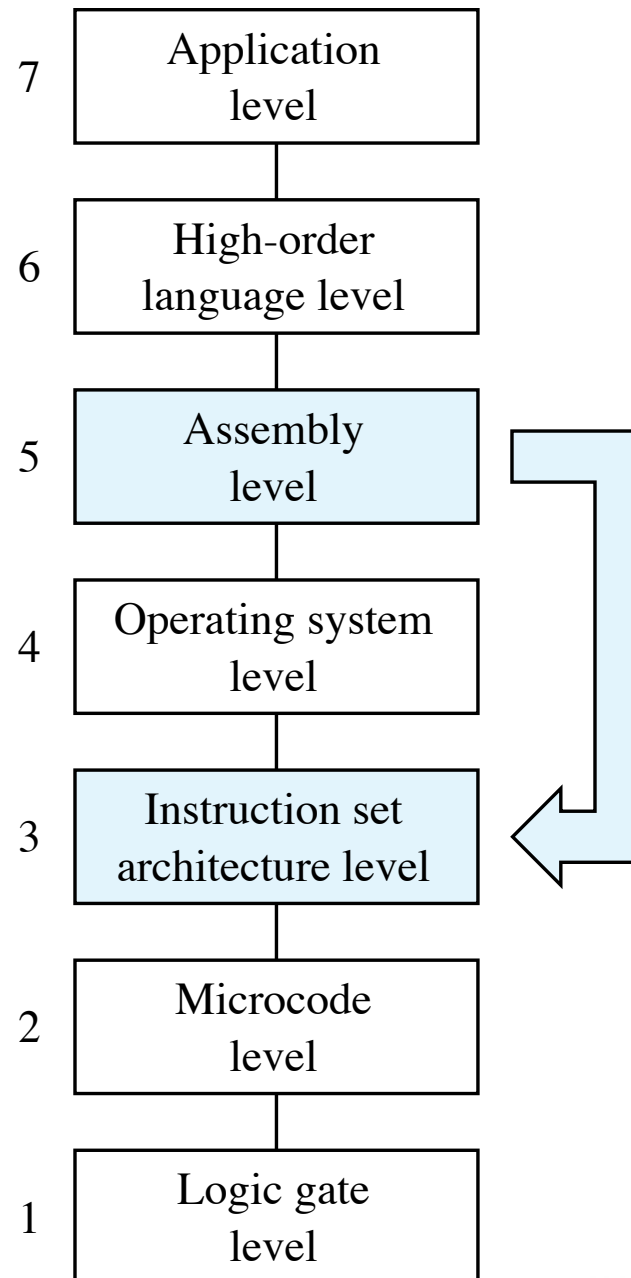 7
Application
level
6
High-order
language level
5
Assembly
level
4
Operating system
level
3
Instruction set
architecture level
2
Microcode
level
1
Logic gate
level